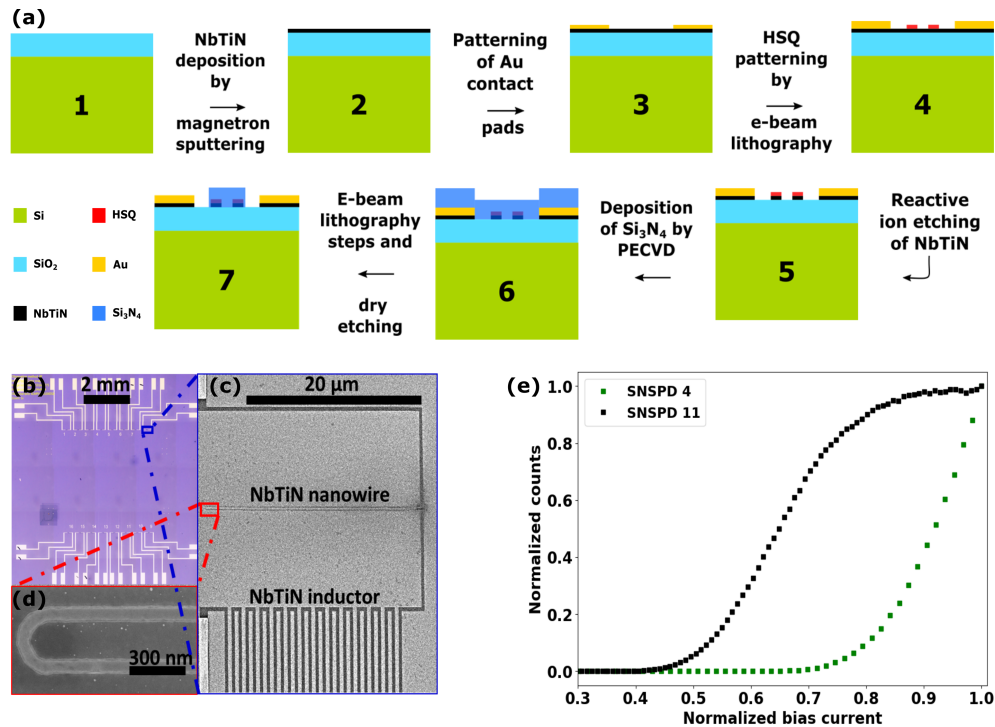 (a)
NbTiN
deposition
by
magnetron
sputtering
Patterning
of Au
contact
pads
HSQ
patterning
by
e-beam
lithography
1
2
3
4
Reactive
ion etching
of NbTiN
5
Deposition
of Si₃N₄ by
PECVD
6
E-beam
lithography
steps and
dry
etching
7
Si
HSQ
SiO₂
Au
NbTiN
Si₃N₄
(b)
2 mm
(c)
20 μm
NbTiN nanowire
NbTiN inductor
(d)
300 nm
(e)
SNSPD 4
SNSPD 11
Normalized counts
1.0
0.8
0.6
0.4
0.2
0.0
0.3
0.4
0.5
0.6
0.7
0.8
0.9
1.0
Normalized bias current